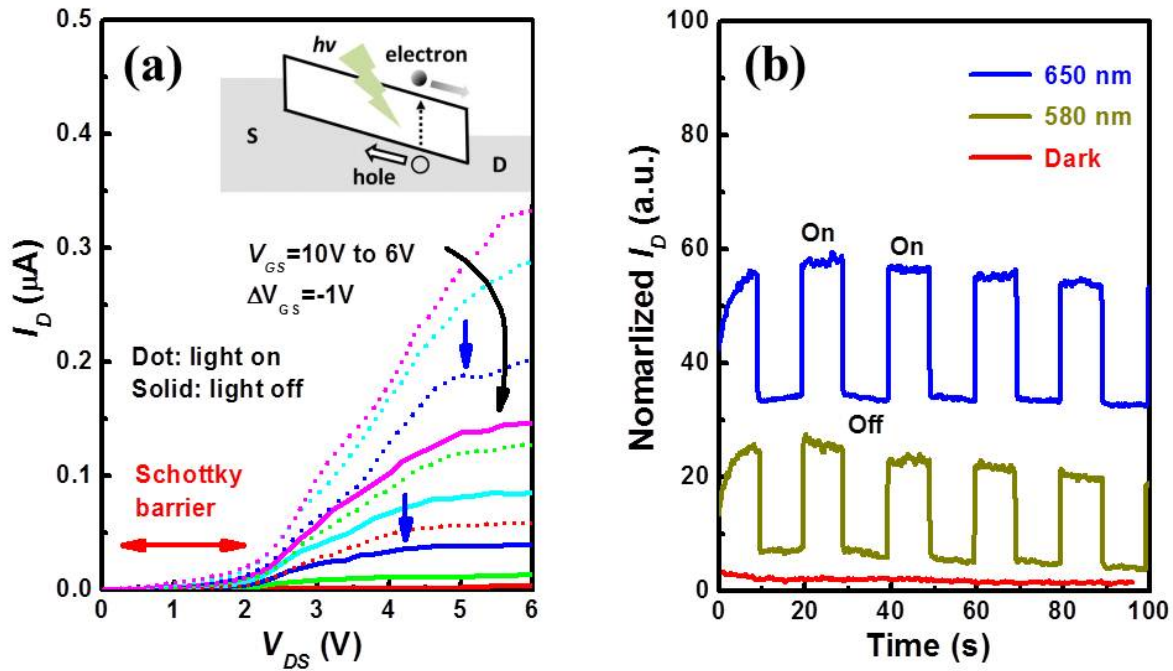 (a)
hν
electron
S
D
hole
V_GS=10V to 6V
ΔV_GS=-1V
Dot: light on
Solid: light off
Schottky
barrier
0.5
0.4
0.3
0.2
0.1
0.0
I_D (μA)
0 1 2 3 4 5 6
V_DS (V)
(b)
650 nm
580 nm
Dark
On
On
Off
100
80
60
40
20
0
Nomarlized I_D (a.u.)
0 20 40 60 80 100
Time (s)